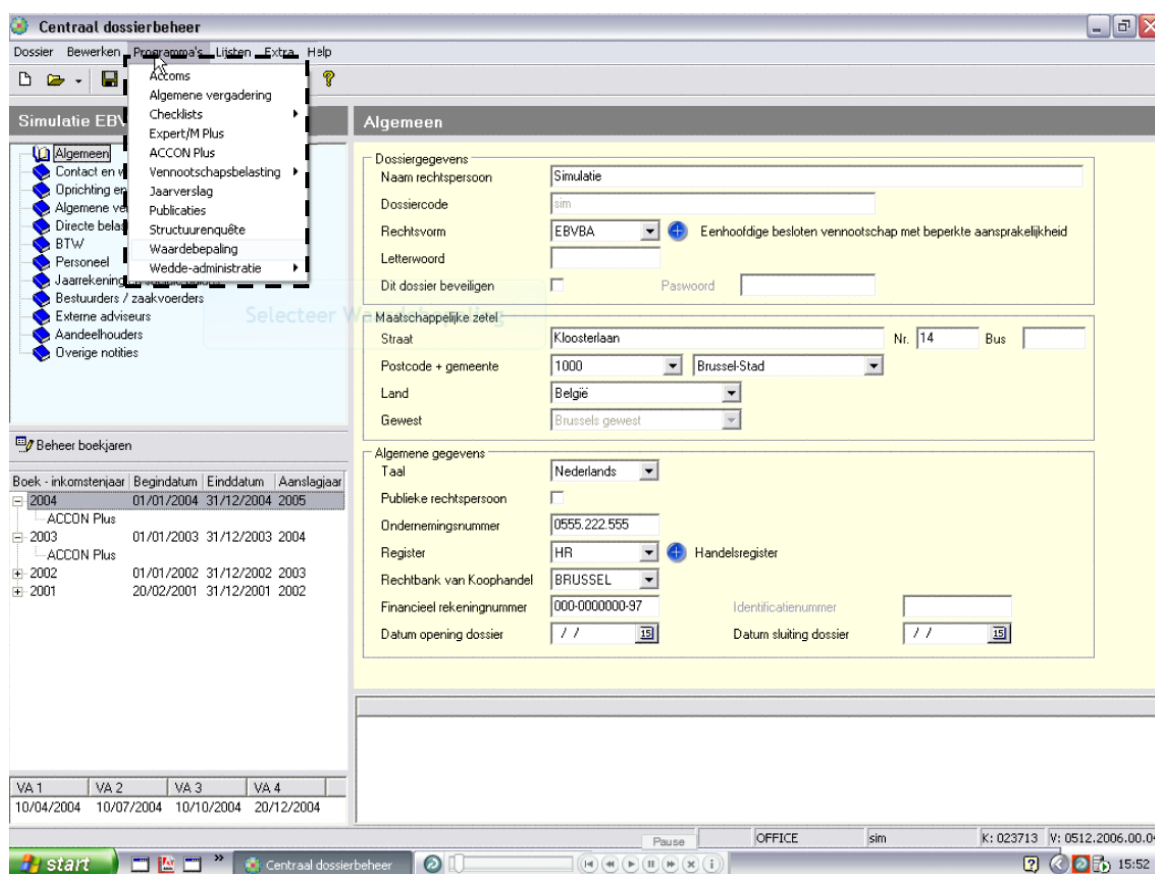 Centraal dossierbeheer
Dossier Bewerken Programma's Lijsten Extra Help
Accoms
Algemene vergadering
Checklists
Expert/M Plus
ACCON Plus
Vennootschapsbelasting
Jaarverslag
Publicaties
Structuurenquête
Waardebepaling
Wedde-administratie
Simulatie EBV
Algemeen
Contact en
Oprichting en
Algemene
Directe
BTW
Personeel
Jaarrekening
Bestuurders / zaakvoerders
Externe adviseurs
Aandeelhouders
Overige notities
Selecteer Waardebepaling
Beheer boekjaren
Boek - inkomstenjaar Begindatum Einddatum Aanslagjaar
2004 01/01/2004 31/12/2004 2005
ACCON Plus
2003 01/01/2003 31/12/2003 2004
ACCON Plus
2002 01/01/2002 31/12/2002 2003
2001 20/02/2001 31/12/2001 2002
VA 1 VA 2 VA 3 VA 4
10/04/2004 10/07/2004 10/10/2004 20/12/2004
Algemeen
Dossiergegevens
Naam rechtspersoon Simulatie
Dossiercode sim
Rechtsvorm EBVBA Eenhoofdige besloten vennootschap met beperkte aansprakelijkheid
Letterwoord
Dit dossier beveiligen Paswoord
Maatschappelijke zetel
Straat Kloosterlaan Nr. 14 Bus
Postcode + gemeente 1000 Brussel-Stad
Land België
Gewest Brussels gewest
Algemene gegevens
Taal Nederlands
Publieke rechtspersoon
Ondernemingsnummer 0555.222.555
Register HR Handelsregister
Rechtbank van Koophandel BRUSSEL
Financieel rekeningnummer 000-0000000-97 Identificatienummer
Datum opening dossier / / 15 Datum sluiting dossier / / 15
Pause OFFICE sim K: 023713 V: 0512.2006.00.0
start Centraal dossierbeheer 15:52